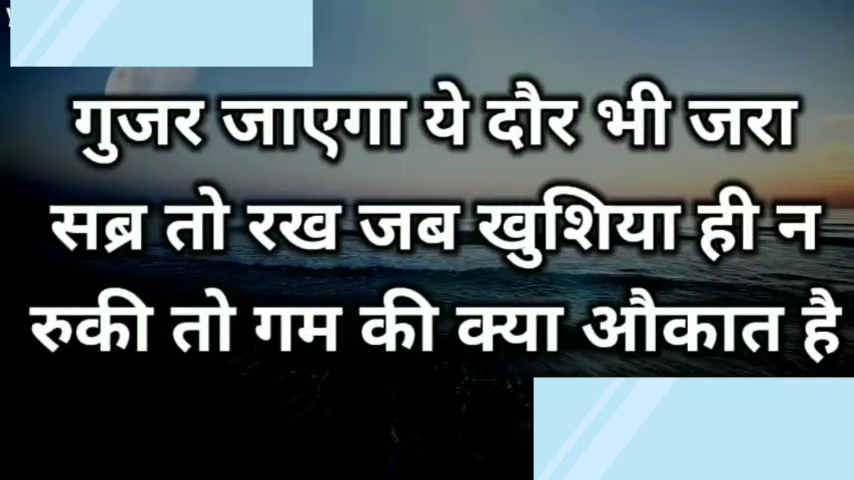 गुजर जाएगा ये दौर भी जरा
सब्र तो रख जब खुशिया ही न
रुकी तो गम की क्या औकात है